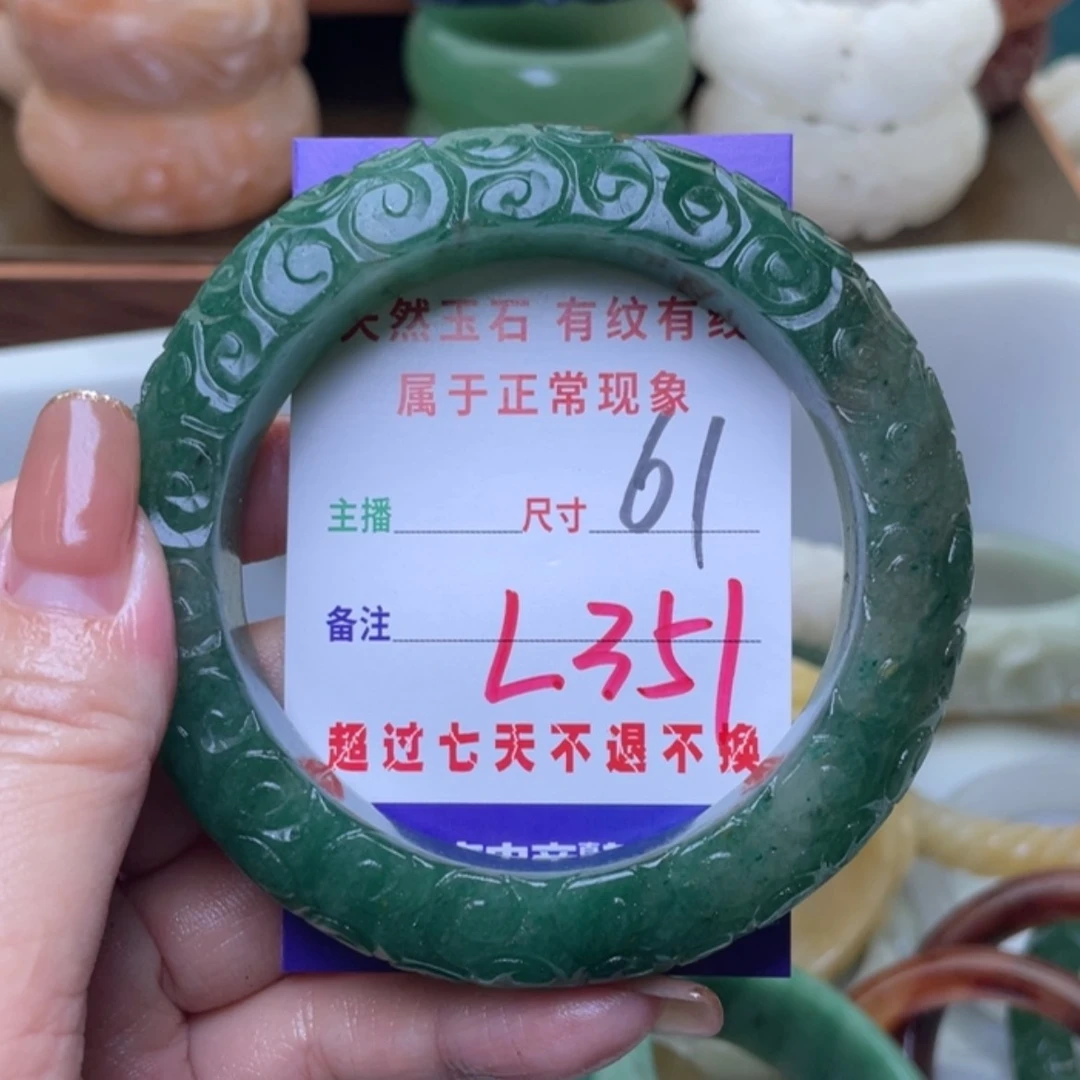 天然玉石 有纹有纹
属于正常现象
主播 尺寸 61
备注 L351
超过七天不退不换